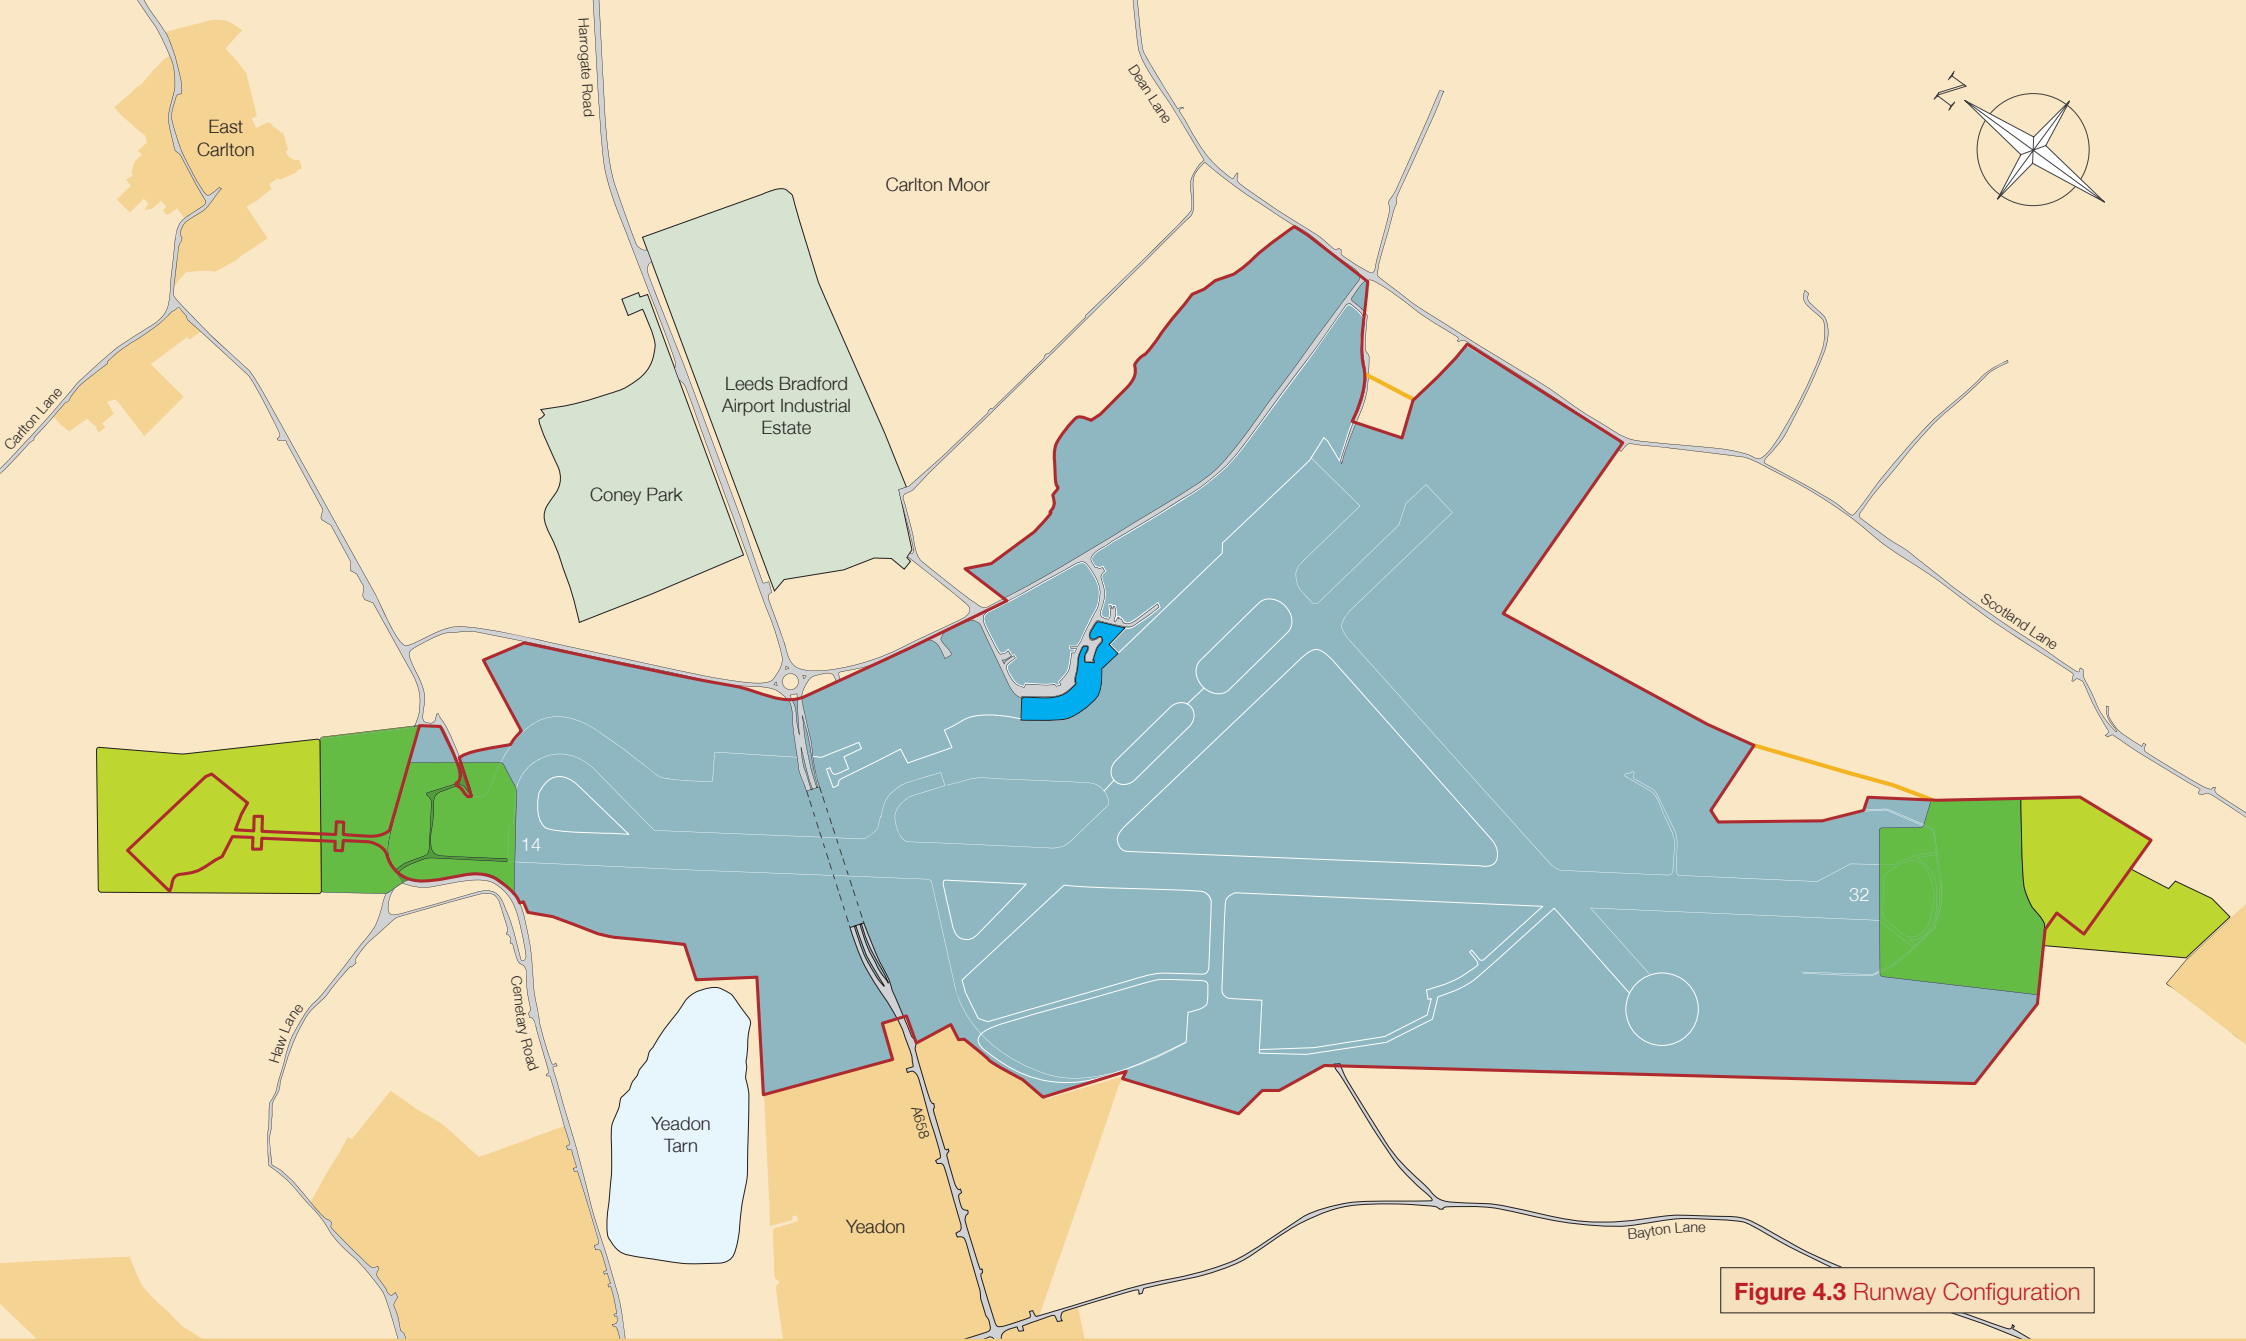 Harrogate Road
Dean Lane
N
East
Carlton
Carlton Moor
Leeds Bradford
Airport Industrial
Estate
Carlton Lane
Coney Park
Scotland Lane
14
32
Haw Lane
Cemetary Road
Yeadon
Tarn
A658
Yeadon
Bayton Lane
Figure 4.3 Runway Configuration